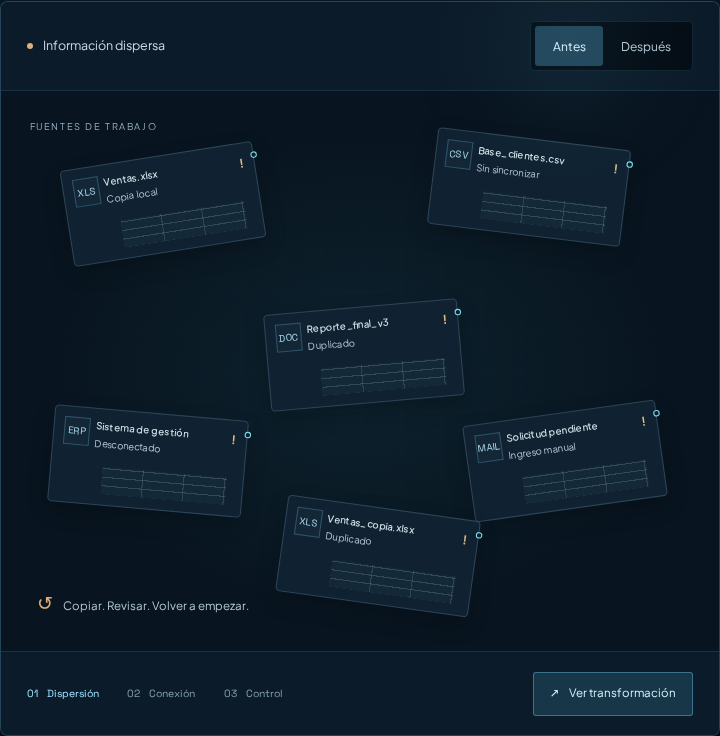 Información dispersa
Antes
Después
FUENTES DE TRABAJO
XLS
Ventas.xlsx
Copia local
!
CSV
Base_clientes.csv
Sin sincronizar
!
DOC
Reporte_final_v3
Duplicado
!
ERP
Sistema de gestión
Desconectado
!
MAIL
Solicitud pendiente
Ingreso manual
!
XLS
Ventas_copia.xlsx
Duplicado
!
↺ Copiar. Revisar. Volver a empezar.
01 Dispersión
02 Conexión
03 Control
↗ Ver transformación